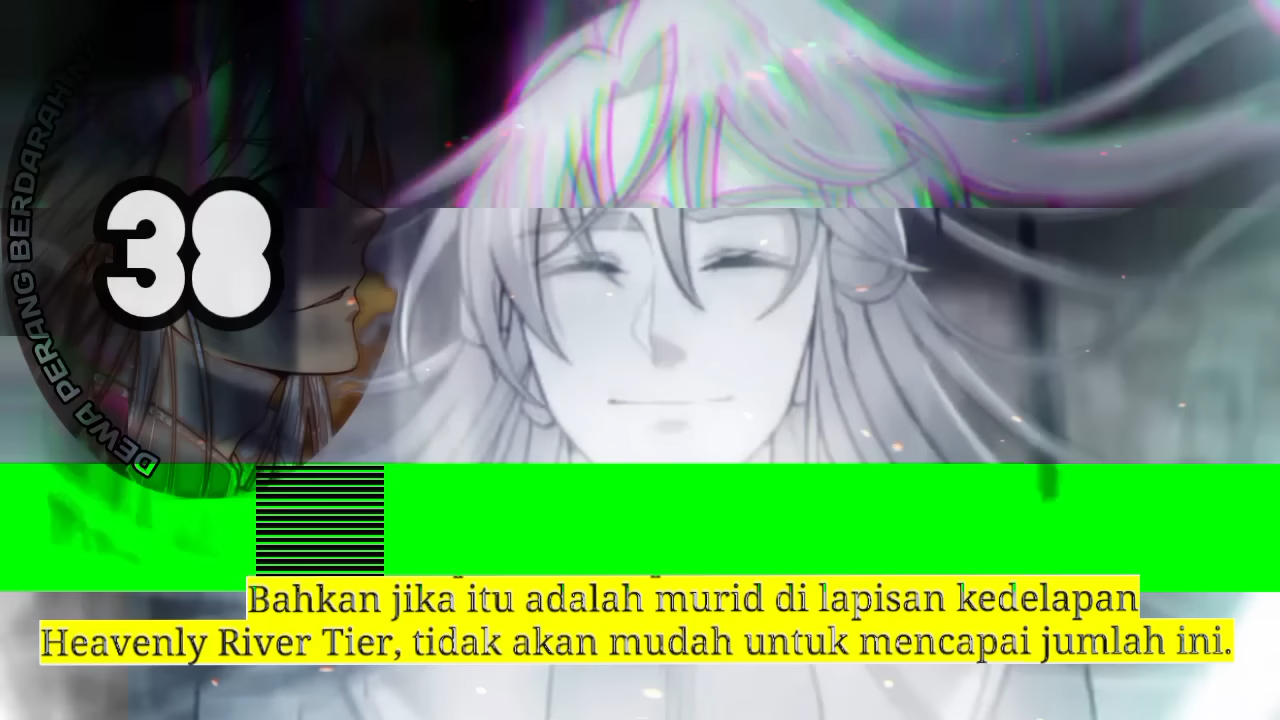 DEWA PERANG BERDARAH
38
Bahkan jika itu adalah murid di lapisan kedelapan
Heavenly River Tier, tidak akan mudah untuk mencapai jumlah ini.